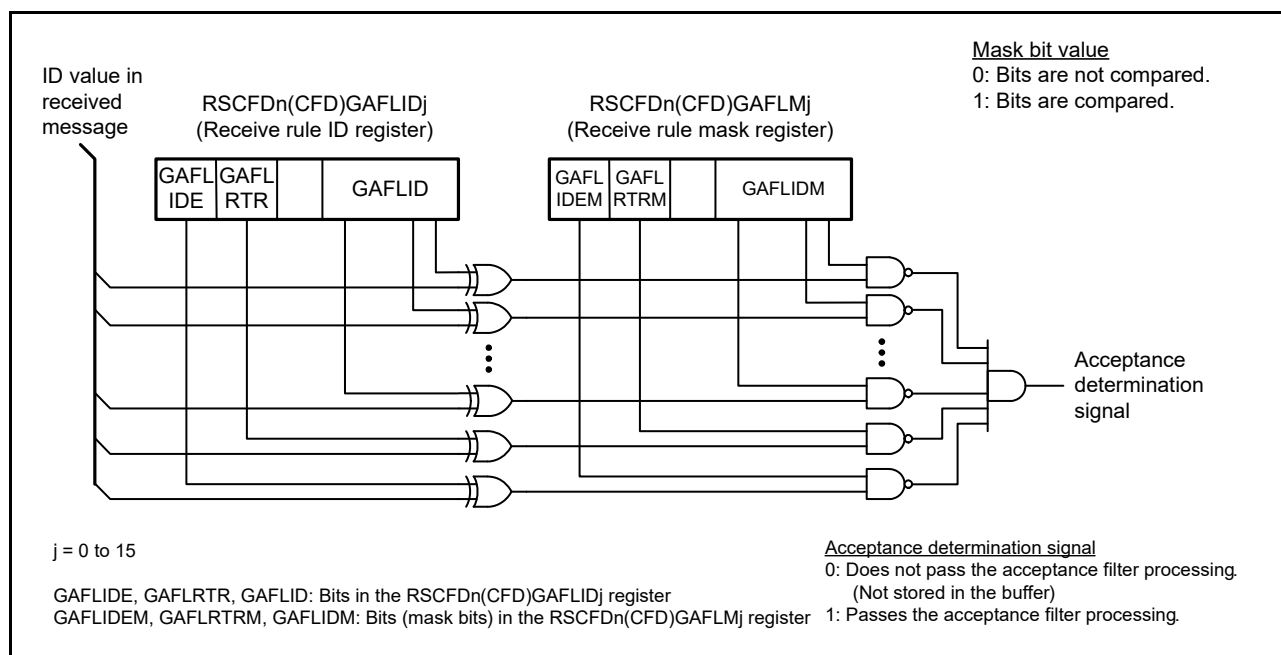 Mask bit value
0: Bits are not compared.
1: Bits are compared.
ID value in
received
message
RSCFDn(CFD)GAFLIDj
(Receive rule ID register)
RSCFDn(CFD)GAFLMj
(Receive rule mask register)
GAFL
IDE
GAFL
RTR
GAFLID
GAFL
IDEM
GAFL
RTRM
GAFLIDM
Acceptance
determination
signal
j = 0 to 15
GAFLIDE, GAFLRTR, GAFLID: Bits in the RSCFDn(CFD)GAFLIDj register
GAFLIDEM, GAFLRTRM, GAFLIDM: Bits (mask bits) in the RSCFDn(CFD)GAFLMj register
Acceptance determination signal
0: Does not pass the acceptance filter processing.
(Not stored in the buffer)
1: Passes the acceptance filter processing.